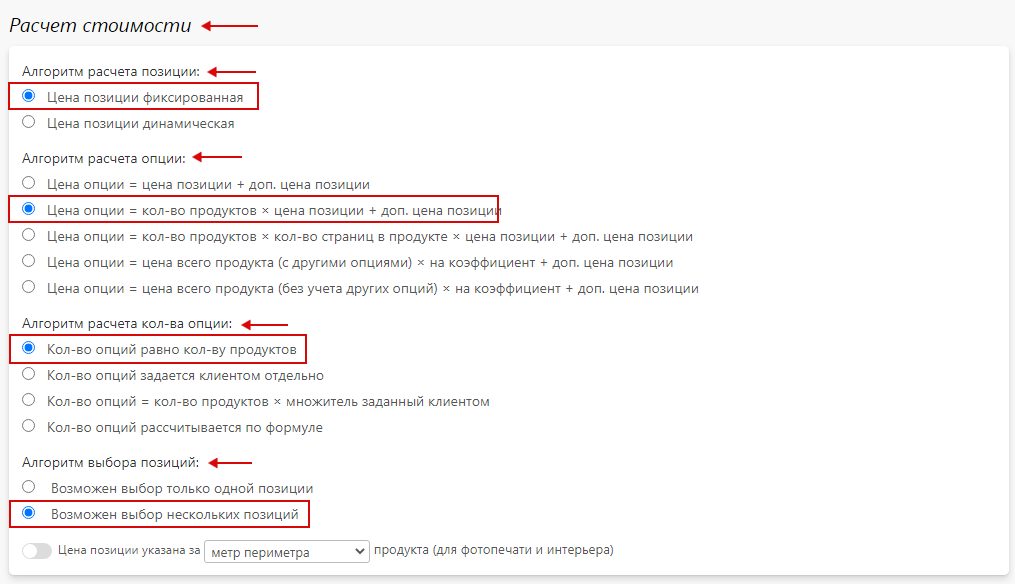 Расчет стоимости
Алгоритм расчета позиции:
Цена позиции фиксированная
Цена позиции динамическая
Алгоритм расчета опции:
Цена опции = цена позиции + доп. цена позиции
Цена опции = кол-во продуктов × цена позиции + доп. цена позиции
Цена опции = кол-во продуктов × кол-во страниц в продукте × цена позиции + доп. цена позиции
Цена опции = цена всего продукта (с другими опциями) × на коэффициент + доп. цена позиции
Цена опции = цена всего продукта (без учета других опций) × на коэффициент + доп. цена позиции
Алгоритм расчета кол-ва опции:
Кол-во опций равно кол-ву продуктов
Кол-во опций задается клиентом отдельно
Кол-во опций = кол-во продуктов × множитель заданный клиентом
Кол-во опций рассчитывается по формуле
Алгоритм выбора позиций:
Возможен выбор только одной позиции
Возможен выбор нескольких позиций
Цена позиции указана за метр периметра продукта (для фотопечати и интерьера)